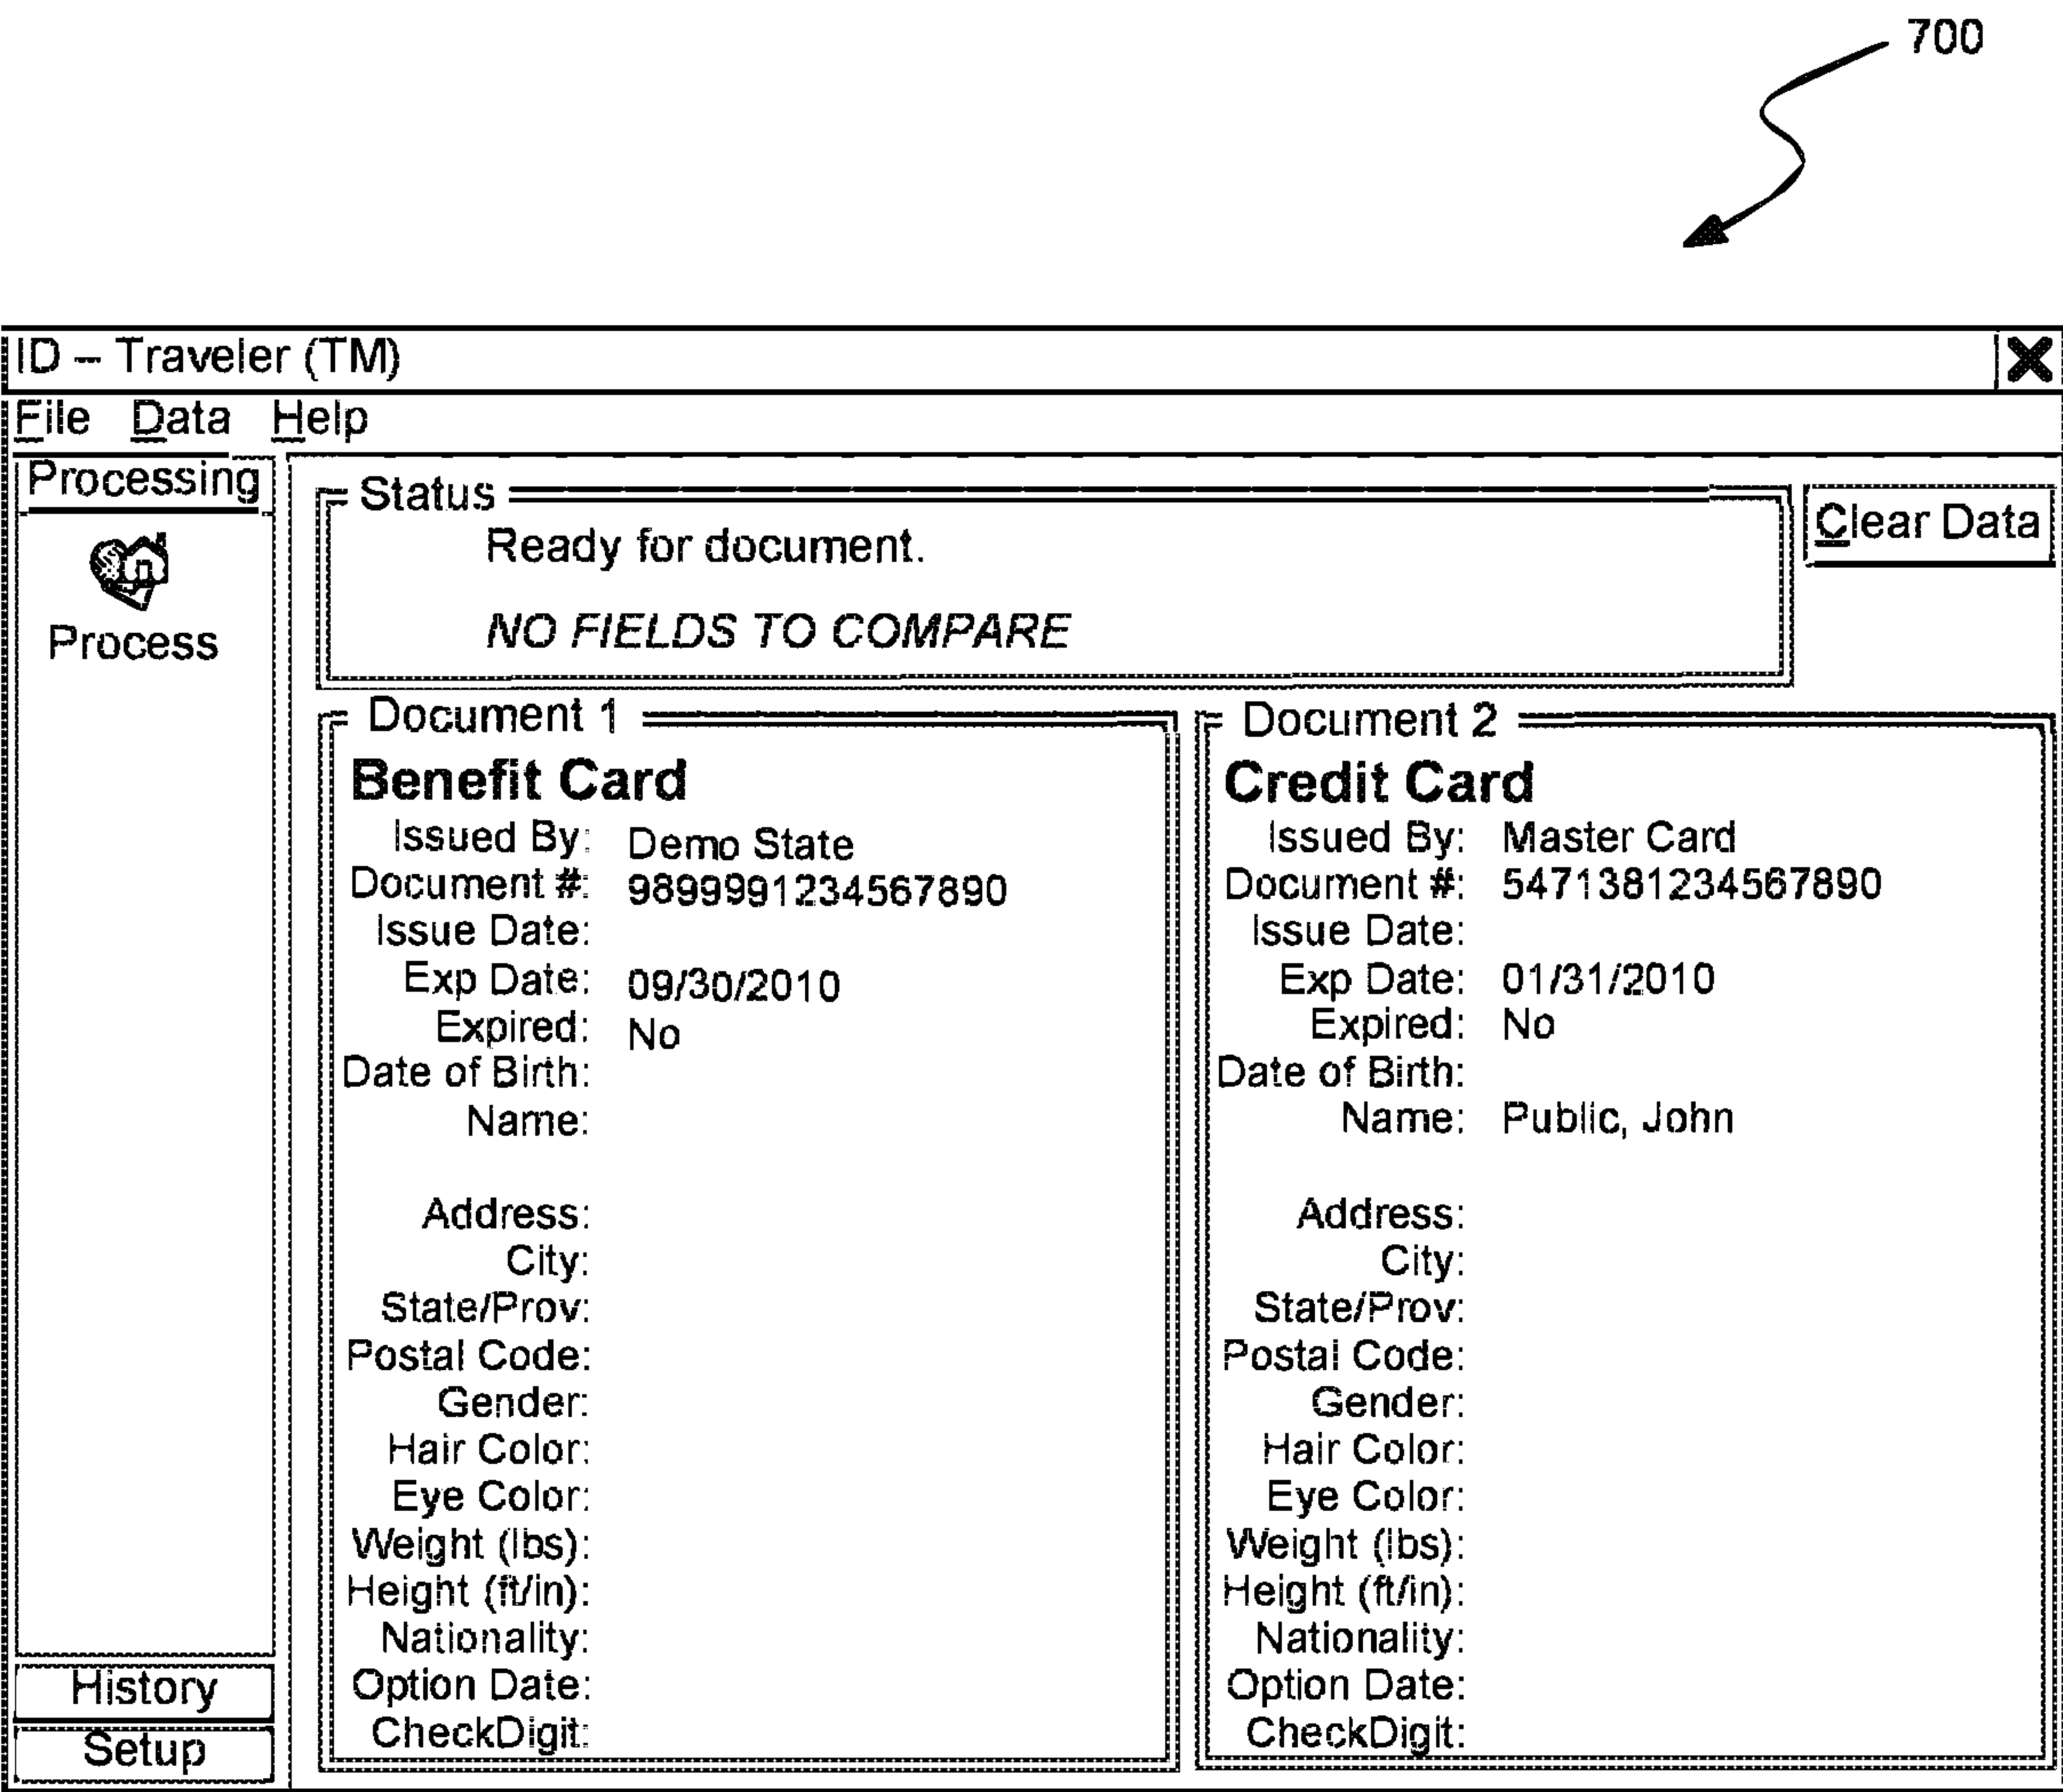 700
ID -- Traveler (TM)
File Data Help
Processing
Process
History
Setup
Status
Ready for document.
NO FIELDS TO COMPARE
Clear Data
Document 1
Benefit Card
Issued By: Demo State
Document #: 9899991234567890
Issue Date:
Exp Date: 09/30/2010
Expired: No
Date of Birth:
Name:
Address:
City:
State/Prov:
Postal Code:
Gender:
Hair Color:
Eye Color:
Weight (lbs):
Height (ft/in):
Nationality:
Option Date:
CheckDigit:
Document 2
Credit Card
Issued By: Master Card
Document #: 5471381234567890
Issue Date:
Exp Date: 01/31/2010
Expired: No
Date of Birth:
Name: Public, John
Address:
City:
State/Prov:
Postal Code:
Gender:
Hair Color:
Eye Color:
Weight (lbs):
Height (ft/in):
Nationality:
Option Date:
CheckDigit: